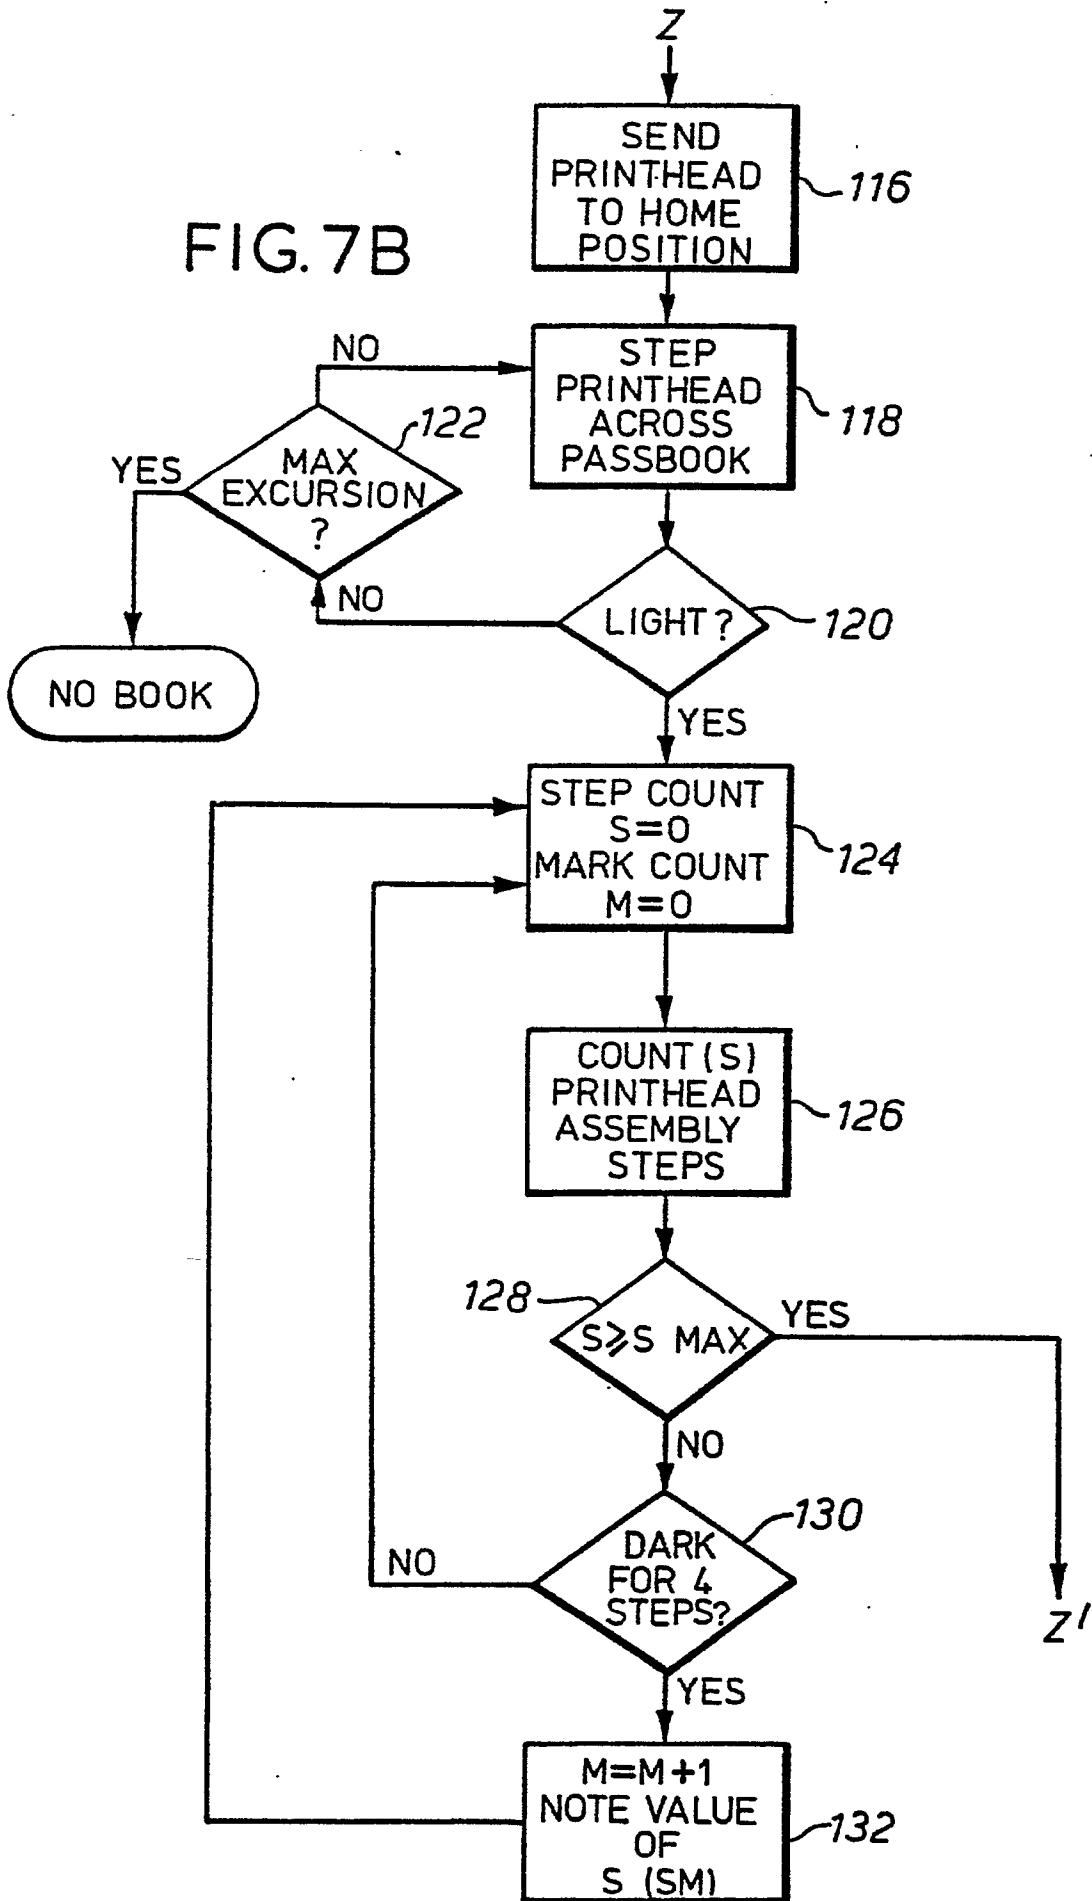 Z
SEND
PRINTHEAD
TO HOME
POSITION
116
FIG. 7B
NO
STEP
PRINTHEAD
ACROSS
PASSBOOK
118
122
YES
MAX
EXCURSION
?
NO
LIGHT?
120
NO BOOK
YES
STEP COUNT
S=0
MARK COUNT
M=0
124
COUNT(S)
PRINTHEAD
ASSEMBLY
STEPS
126
128
S⩾S MAX
YES
NO
130
DARK
FOR 4
STEPS?
NO
Z'
YES
M=M+1
NOTE VALUE
OF
S (SM)
132